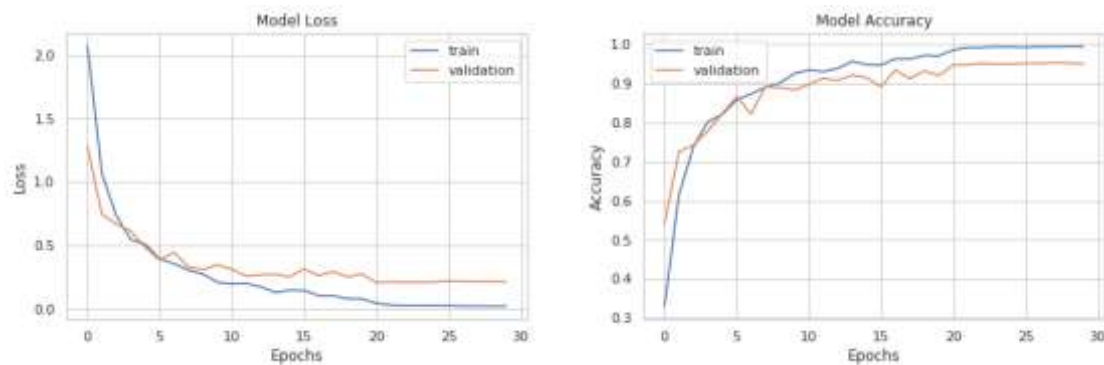 Model Loss
2.0
1.5
1.0
0.5
0.0
Loss
train
validation
0 5 10 15 20 25 30
Epochs
Model Accuracy
1.0
0.9
0.8
0.7
0.6
0.5
0.4
0.3
Accuracy
train
validation
0 5 10 15 20 25 30
Epochs